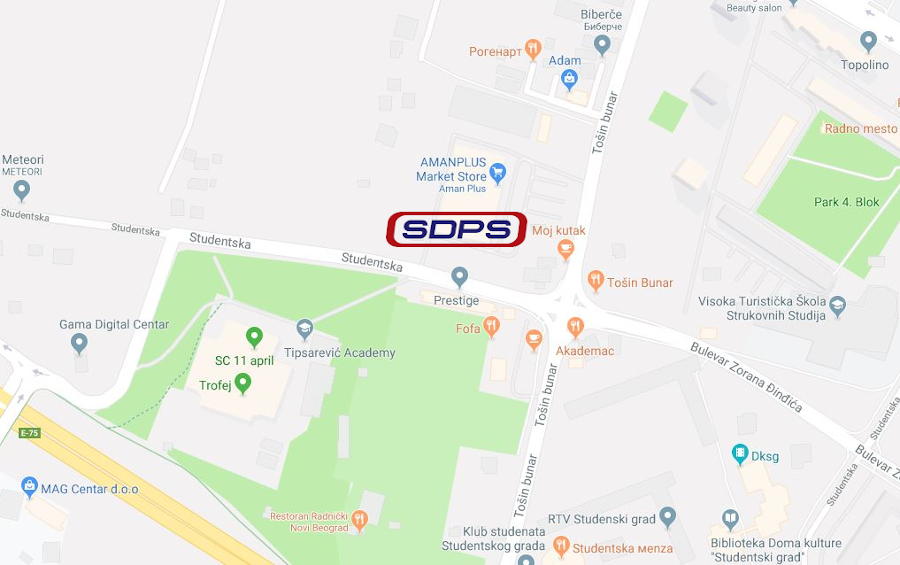 Beauty salon
Biberče
Биберче
Рогенарт
Adam
Topolino
Tošin bunar
Radno mesto
Meteori
METEORI
AMANPLUS
Market Store
Aman Plus
Park 4. Blok
Studentska
Studentska
Studentska
SDPS
Moj kutak
Studentska
Tošin Bunar
Prestige
Visoka Turistička Škola
Strukovnih Studija
Gama Digital Centar
Fofa
Tipsarević Academy
Akademac
SC 11 april
Trofej
Bulevar Zorana Đinđića
Tošin bunar
Studentska
E-75
Dksg
Bulevar Z
Tošin bunar
Studentska
MAG Centar d.o.o
Restoran Radnički
Novi Beograd
RTV Studenski grad
Klub studenata
Studentskog grada
Studentska менза
Biblioteka Doma kulture
"Studentski grad"